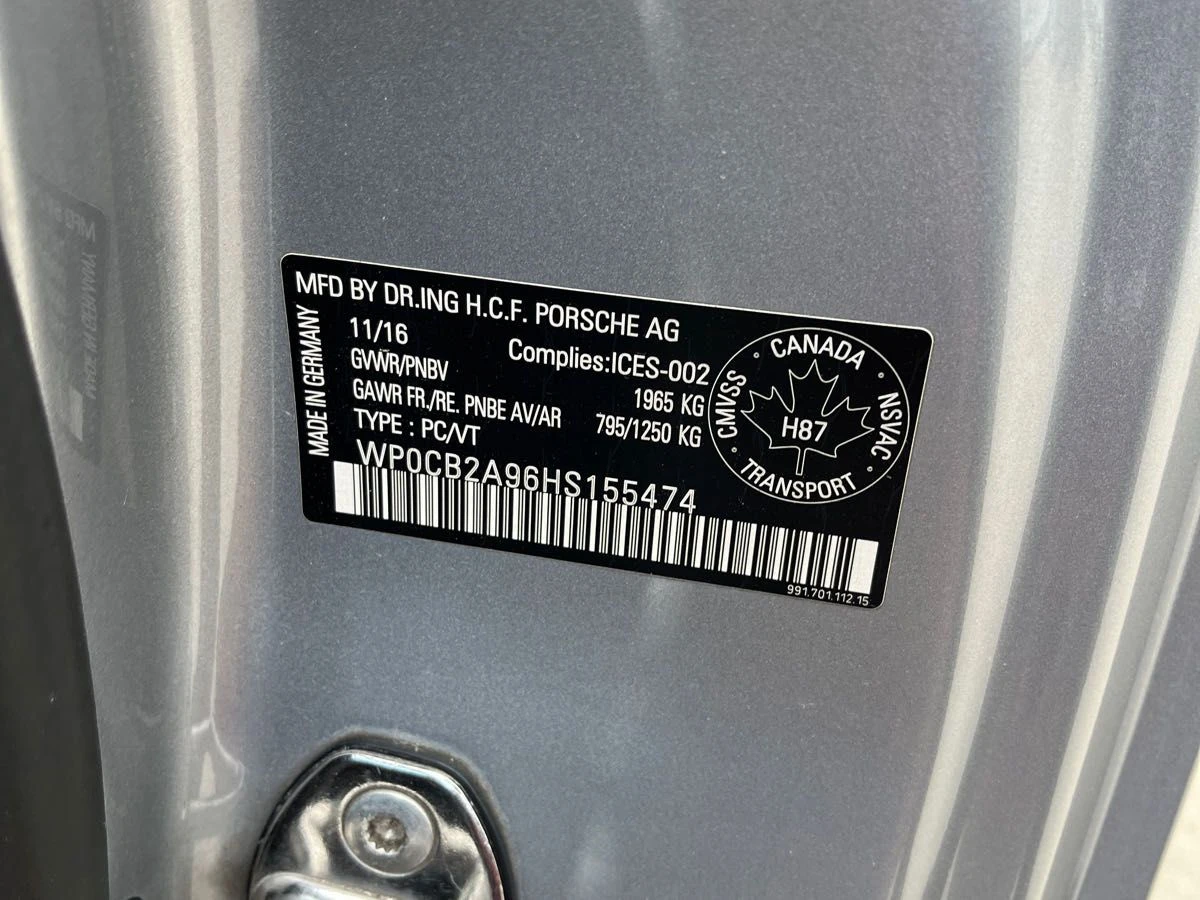 MFD BY DR.ING H.C.F. PORSCHE AG
11/16
Complies:ICES-002
GVWR/PNBV 1965 KG
GAWR FR./RE. PNBE AV/AR 795/1250 KG
TYPE : PC/VT
WP0CB2A96HS155474
MADE IN GERMANY
CANADA
CMVSS
NSVAC
H87
TRANSPORT
991.701.112.15